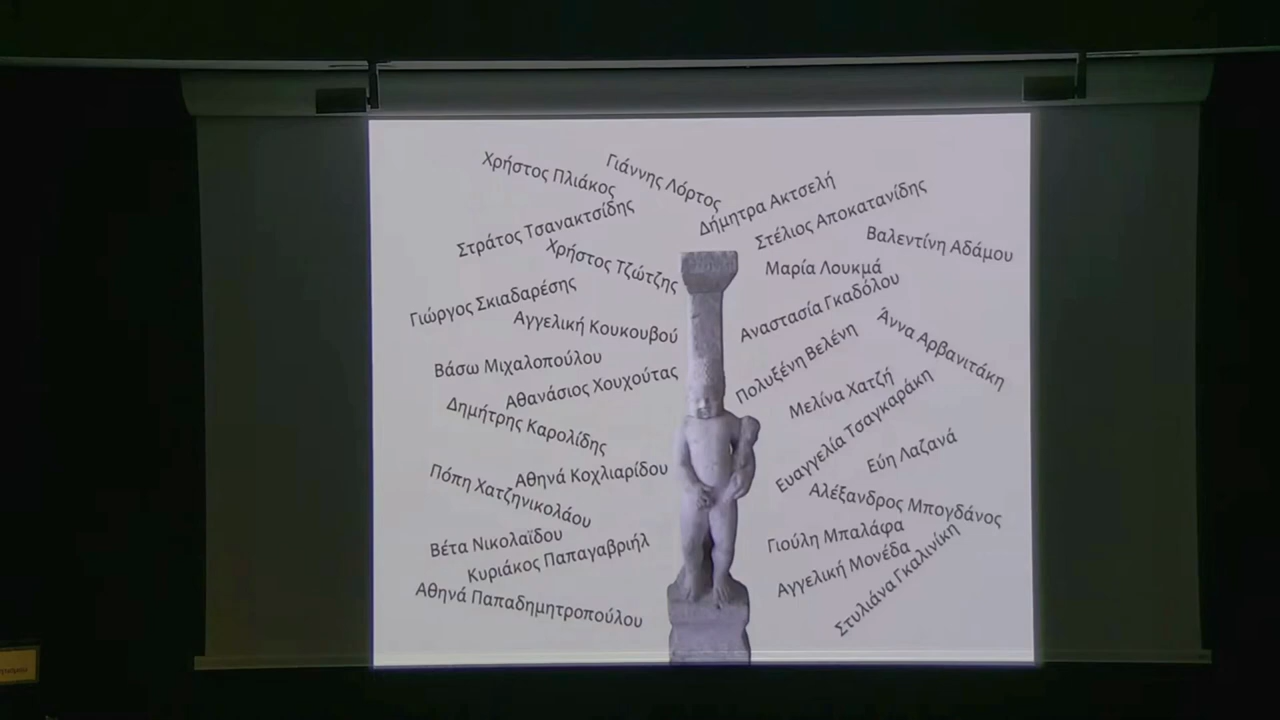 Χρήστος Πλιάκος
Γιάννης Λόρτος
Δήμητρα Ακτσελή
Στέλιος Αποκατανίδης
Στράτος Τσανακτσίδης
Βαλεντίνη Αδάμου
Χρήστος Τζώτζης
Μαρία Λουκμά
Γιώργος Σκιαδαρέσης
Αναστασία Γκαδόλου
Αγγελική Κουκουβού
Άννα Αρβανιτάκη
Βάσω Μιχαλοπούλου
Πολυξένη Βελένη
Αθανάσιος Χουχούτας
Μελίνα Χατζή
Δημήτρης Καρολίδης
Ευαγγελία Τσαγκαράκη
Εύη Λαζανά
Αθηνά Κοχλιαρίδου
Πόπη Χατζηνικολάου
Αλέξανδρος Μπογδάνος
Βέτα Νικολαϊδου
Γιούλη Μπαλάφα
Κυριάκος Παπαγαβριήλ
Αγγελική Μονέδα
Στυλιάνα Γκαλινίκη
Αθηνά Παπαδημητροπούλου